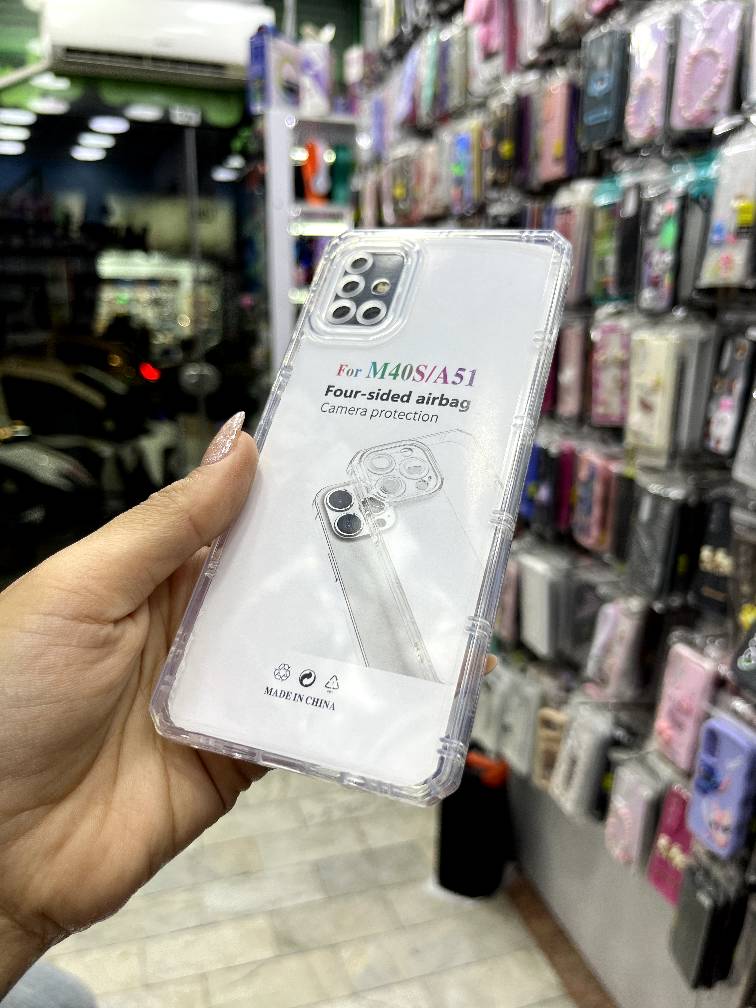 For M40S/A51
Four-sided airbag
Camera protection
MADE IN CHINA